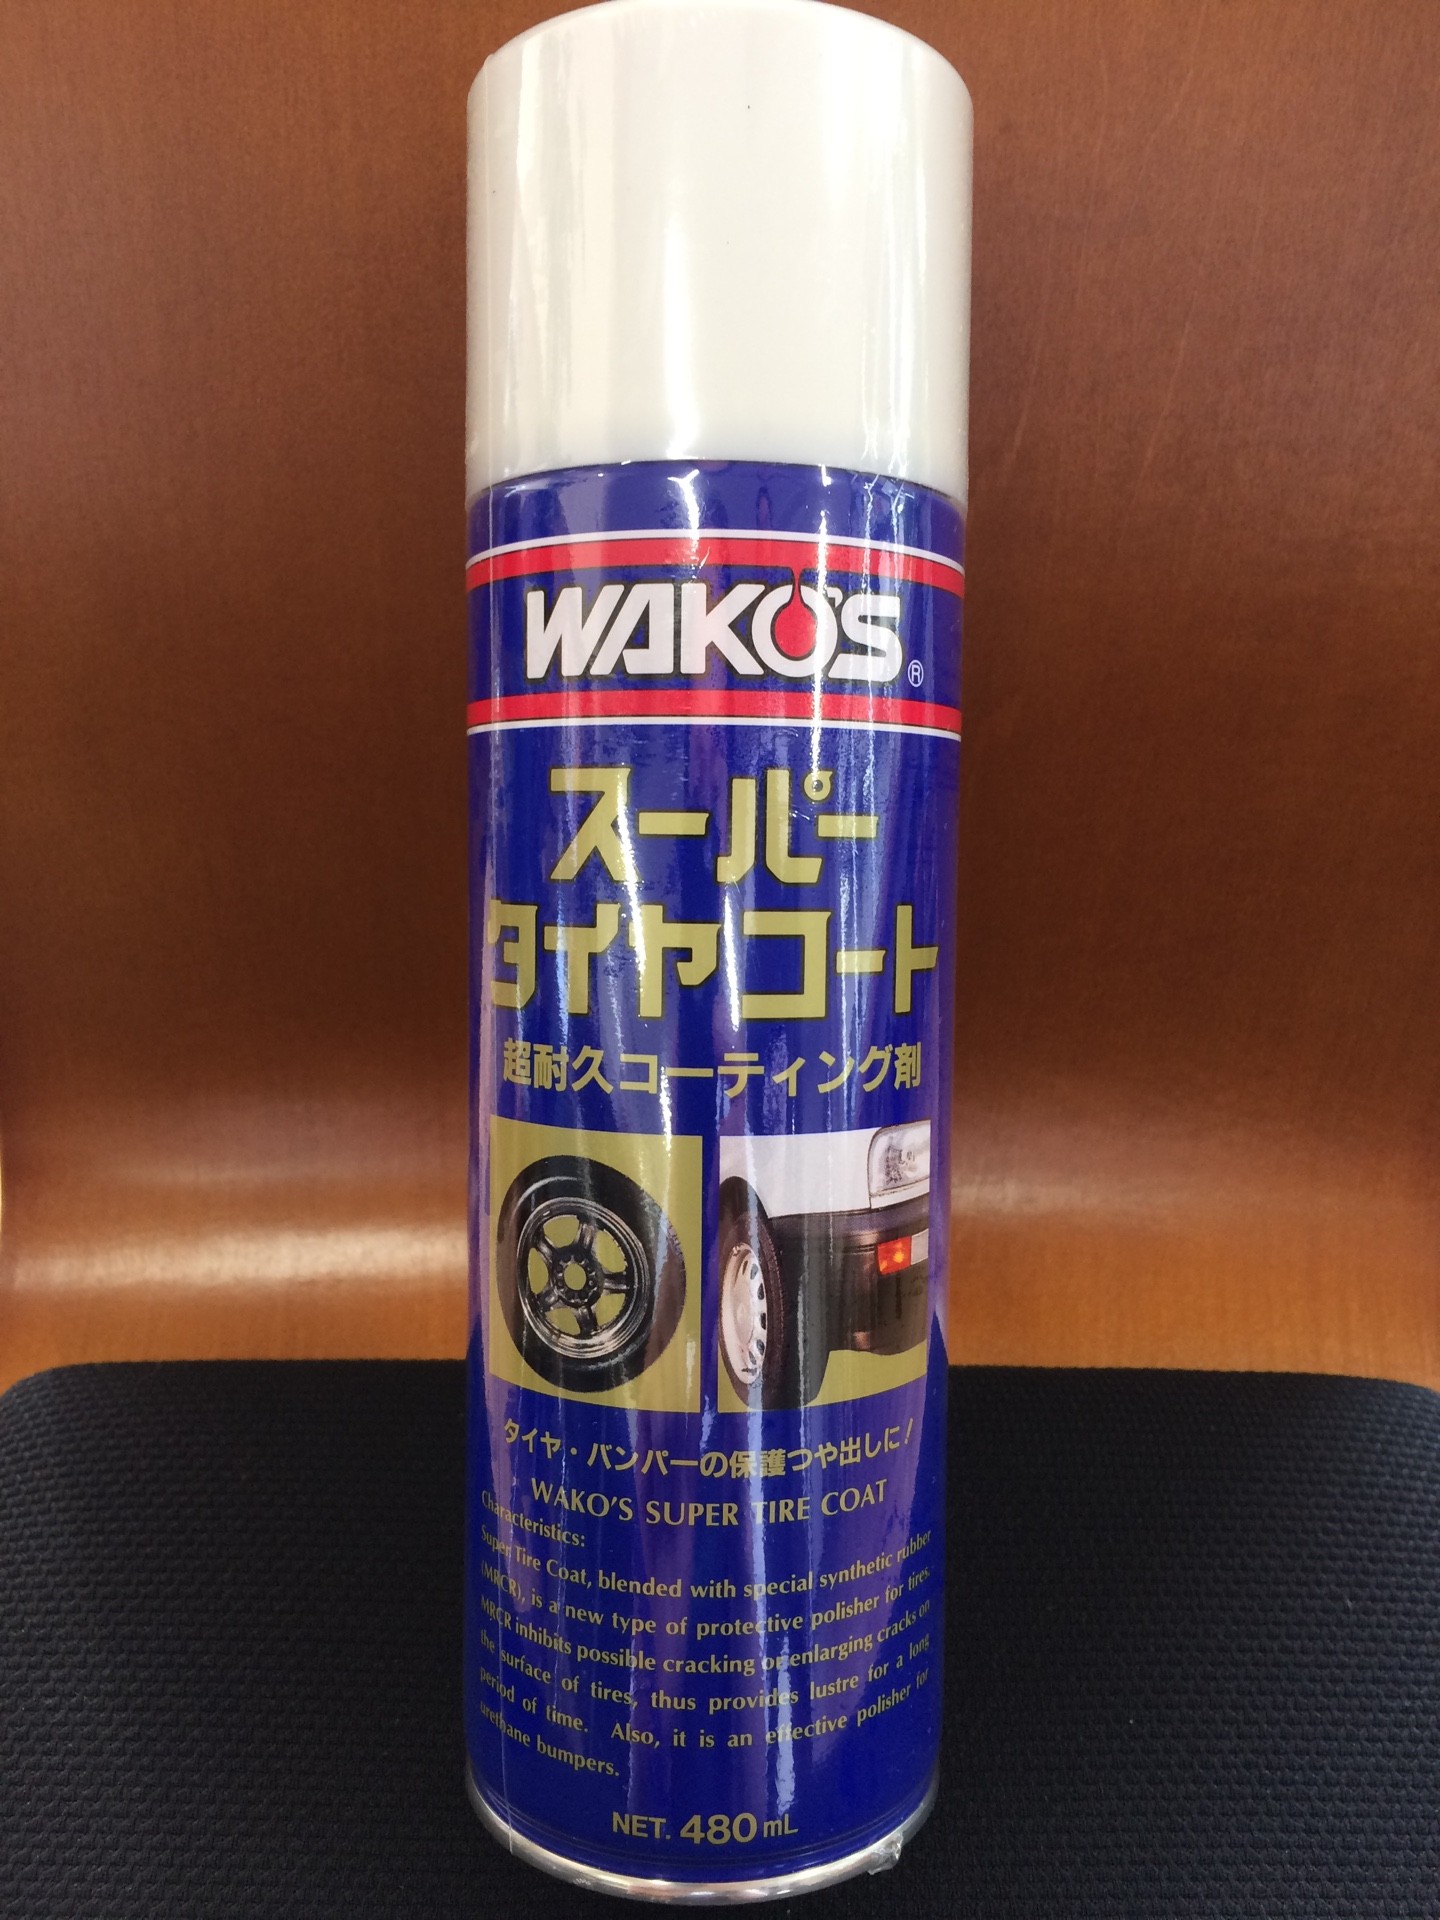 WAKO'S®
スーパー
タイヤコート
超耐久コーティング剤
タイヤ・バンパーの保護つや出しに!
WAKO'S SUPER TIRE COAT
Characteristics:
Super Tire Coat, blended with special synthetic rubber
(MRCR), is a new type of protective polisher for tires.
MRCR inhibits possible cracking or enlarging cracks on
the surface of tires, thus provides lustre for a long
period of time. Also, it is an effective polisher for
urethane bumpers.
NET. 480mL